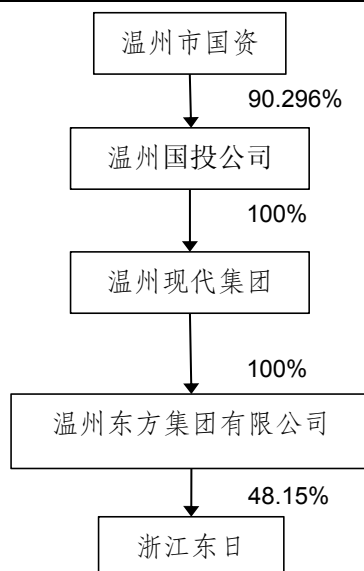 温州市国资
90.296%
温州国投公司
100%
温州现代集团
100%
温州东方集团有限公司
48.15%
浙江东日